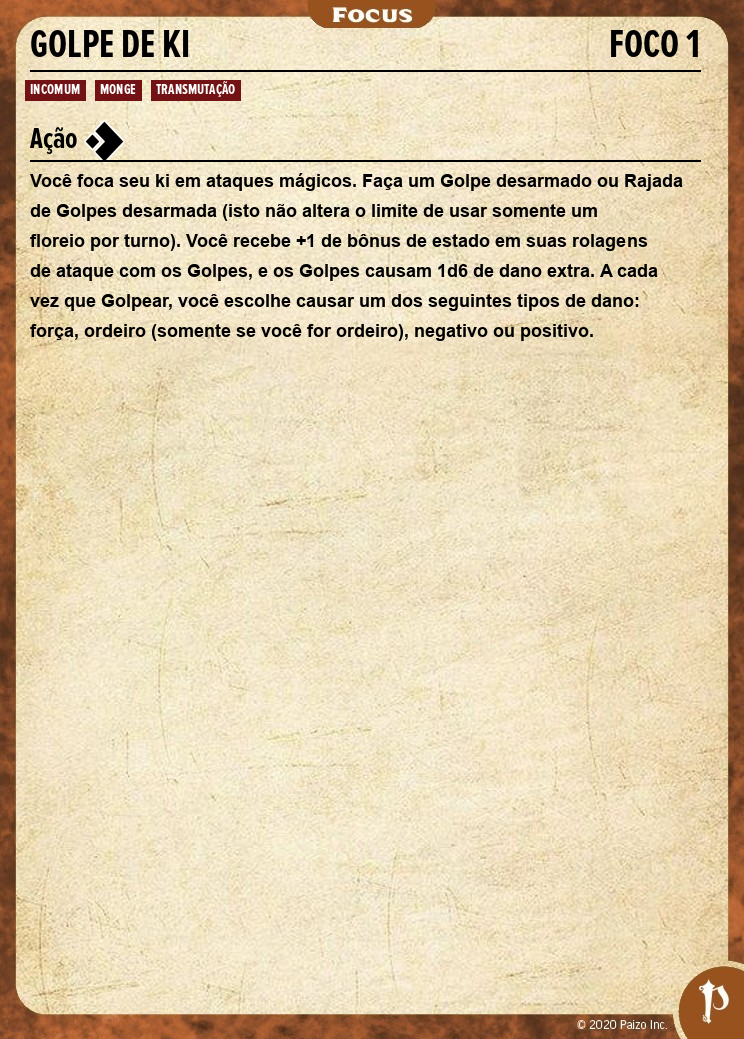 Focus
GOLPE DE KI FOCO 1
INCOMUM MONGE TRANSMUTAÇÃO
Ação
Você foca seu ki em ataques mágicos. Faça um Golpe desarmado ou Rajada
de Golpes desarmada (isto não altera o limite de usar somente um
floreio por turno). Você recebe +1 de bônus de estado em suas rolagens
de ataque com os Golpes, e os Golpes causam 1d6 de dano extra. A cada
vez que Golpear, você escolhe causar um dos seguintes tipos de dano:
força, ordeiro (somente se você for ordeiro), negativo ou positivo.
© 2020 Paizo Inc.